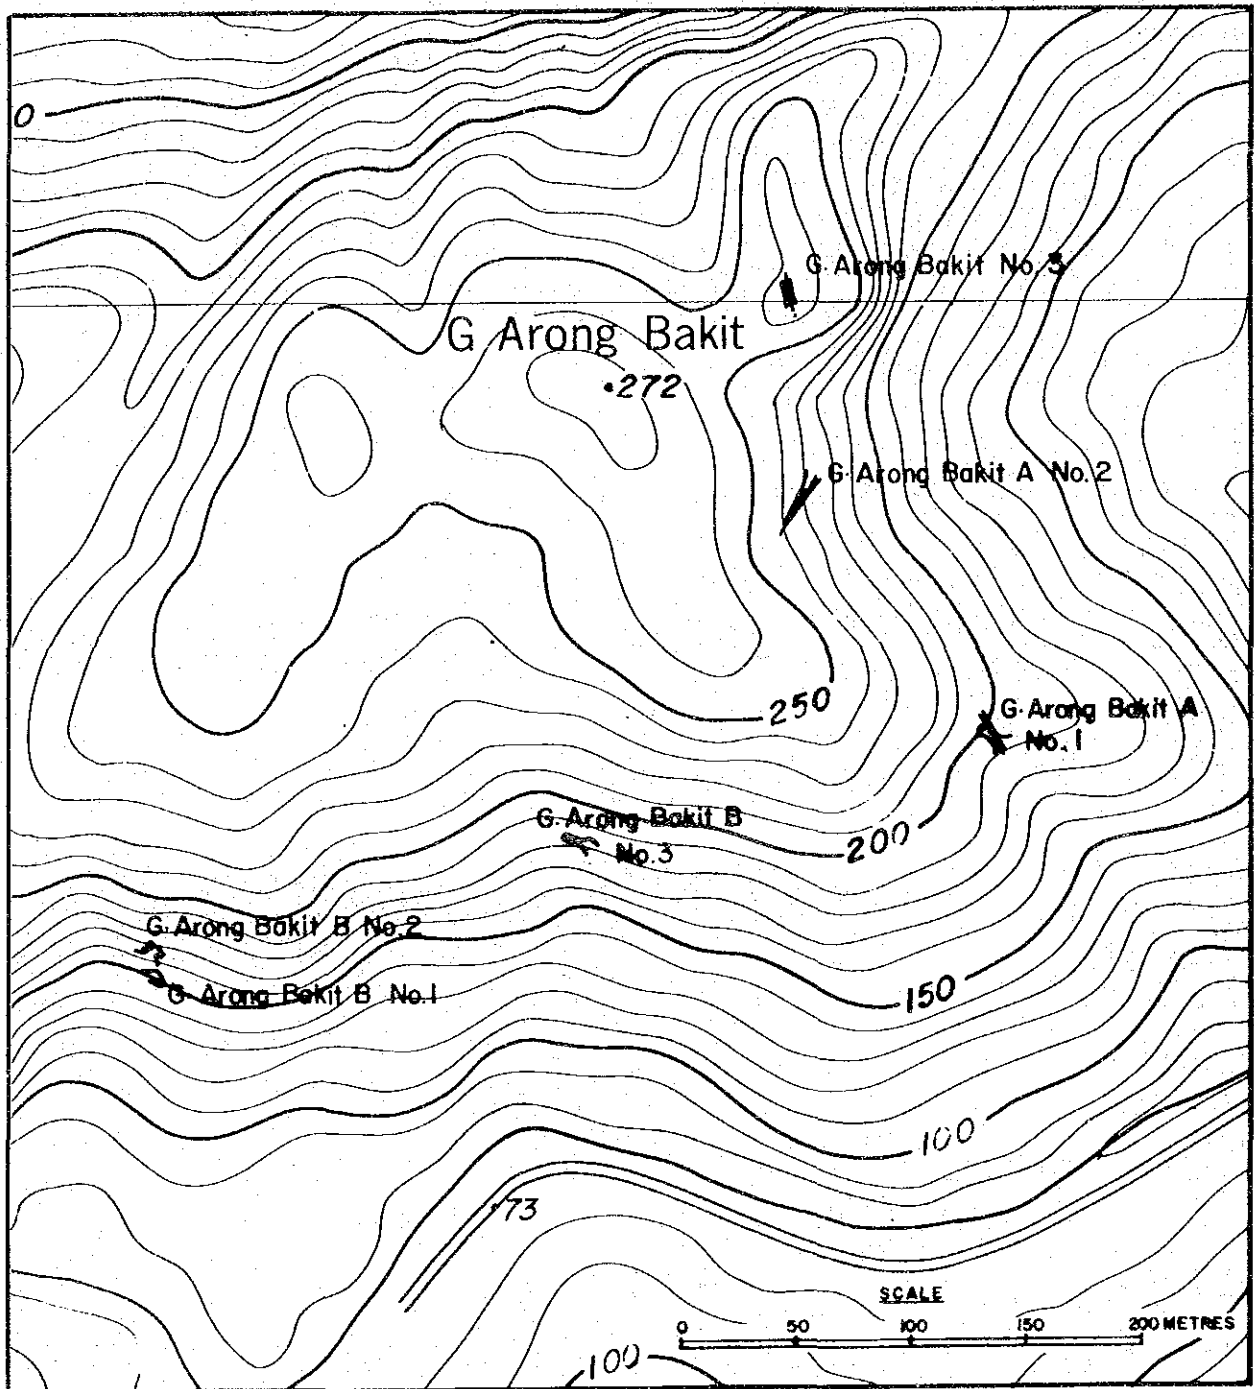 0
G Arong Bakit No. 3
G Arong Bakit
272
G Arong Bakit A No. 2
250
G Arong Bakit A
No. 1
G Arong Bakit B
No. 3
200
G Arong Bakit B No. 2
G Arong Bakit B No. 1
150
100
73
SCALE
0 50 100 150 200 METRES
100